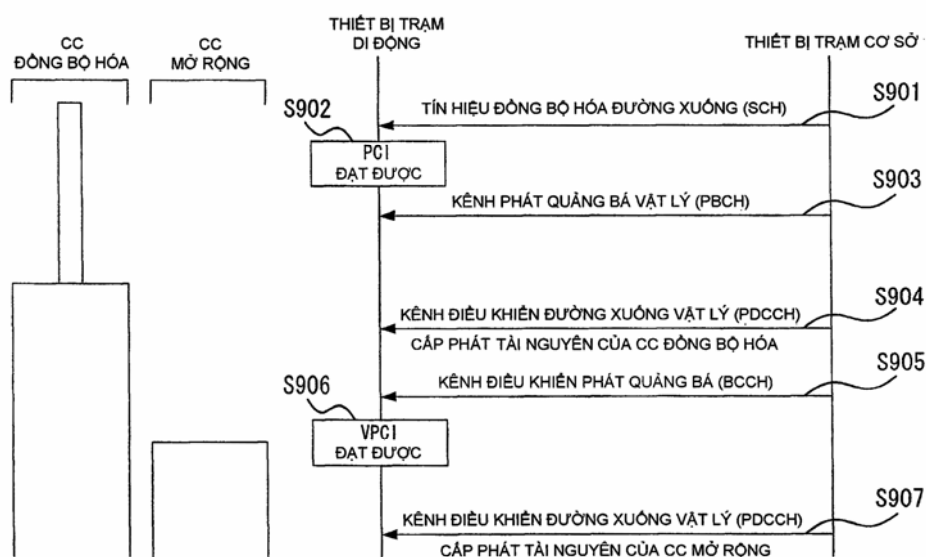 CC
ĐỒNG BỘ HÓA
CC
MỞ RỘNG
THIẾT BỊ TRẠM
DI ĐỘNG
THIẾT BỊ TRẠM CƠ SỞ
S901
TÍN HIỆU ĐỒNG BỘ HÓA ĐƯỜNG XUỐNG (SCH)
S902
PCI
ĐẠT ĐƯỢC
S903
KÊNH PHÁT QUẢNG BÁ VẬT LÝ (PBCH)
S904
KÊNH ĐIỀU KHIỂN ĐƯỜNG XUỐNG VẬT LÝ (PDCCH)
CẤP PHÁT TÀI NGUYÊN CỦA CC ĐỒNG BỘ HÓA
S905
KÊNH ĐIỀU KHIỂN PHÁT QUẢNG BÁ (BCCH)
S906
VPCI
ĐẠT ĐƯỢC
S907
KÊNH ĐIỀU KHIỂN ĐƯỜNG XUỐNG VẬT LÝ (PDCCH)
CẤP PHÁT TÀI NGUYÊN CỦA CC MỞ RỘNG